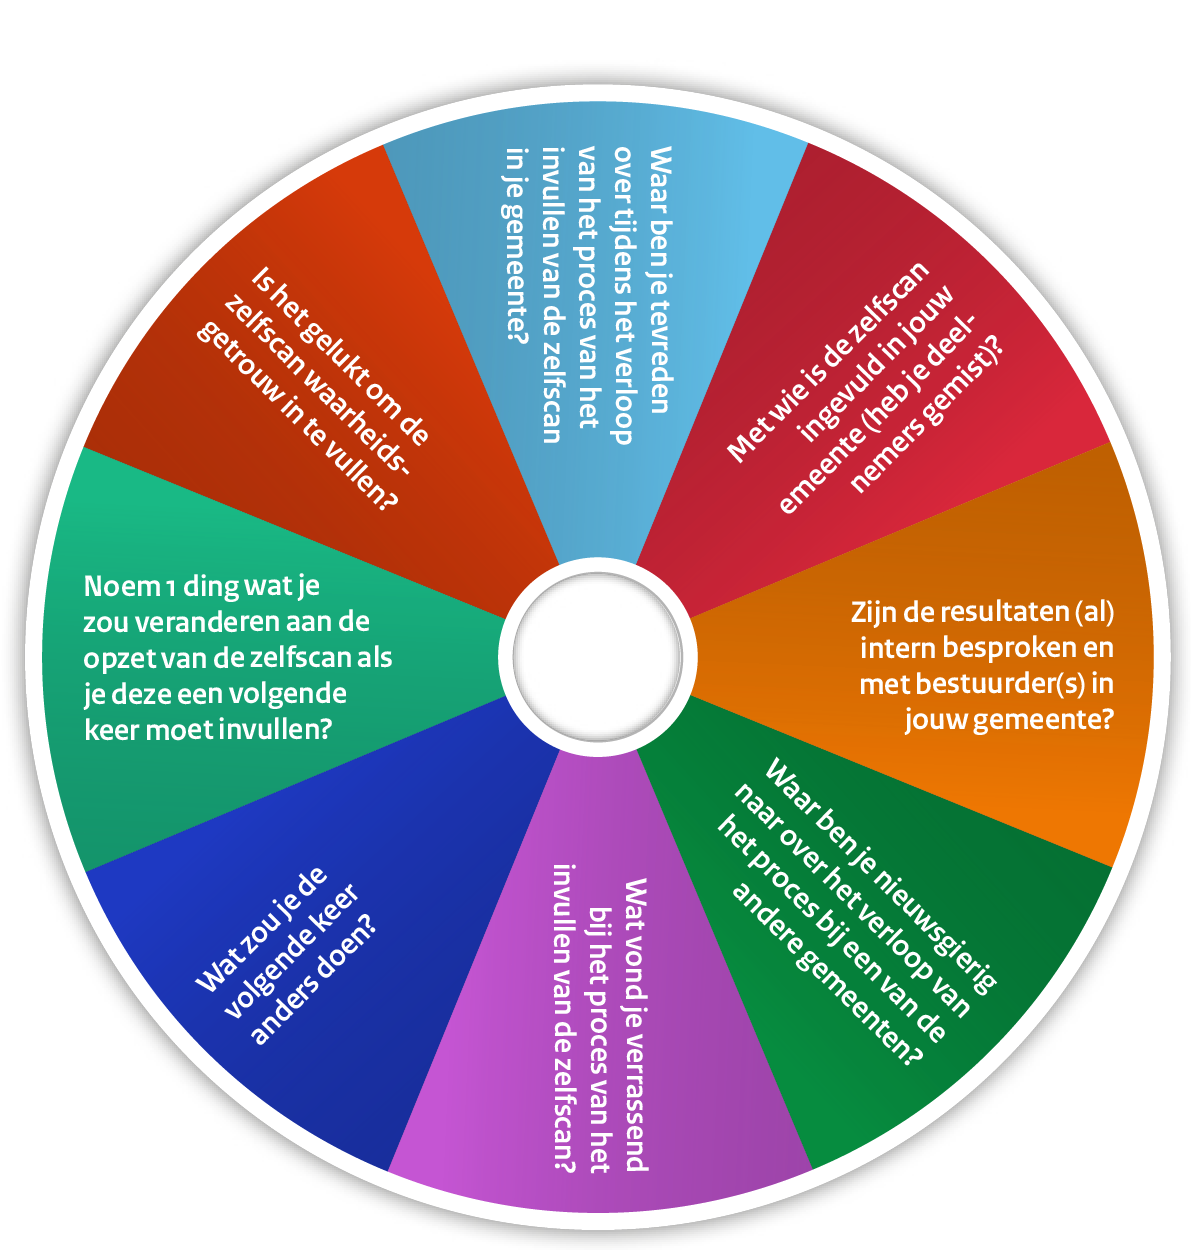 Waar ben je tevreden
over tijdens het verloop
van het proces van het
invullen van de zelfscan
in je gemeente?
Met wie is de zelfscan
ingevuld in jouw
emeente (heb je deel-
nemers gemist)?
Zijn de resultaten (al)
intern besproken en
met bestuurder(s) in
jouw gemeente?
Waar ben je nieuwsgierig
naar over het verloop van
het proces bij een van de
andere gemeenten?
Wat vond je verrassend
bij het proces van het
invullen van de zelfscan?
Wat zou je de
volgende keer
anders doen?
Noem 1 ding wat je
zou veranderen aan de
opzet van de zelfscan als
je deze een volgende
keer moet invullen?
Is het gelukt om de
zelfscan waarheids-
getrouw in te vullen?